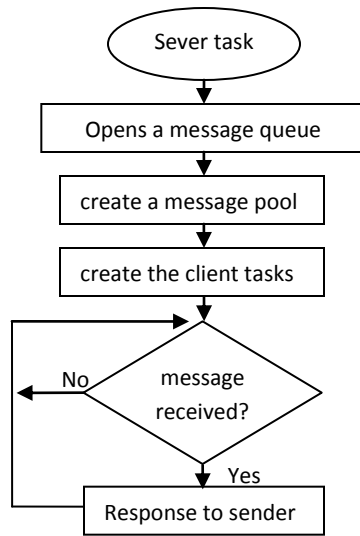 Sever task
Opens a message queue
create a message pool
create the client tasks
message
received?
No
Yes
Response to sender